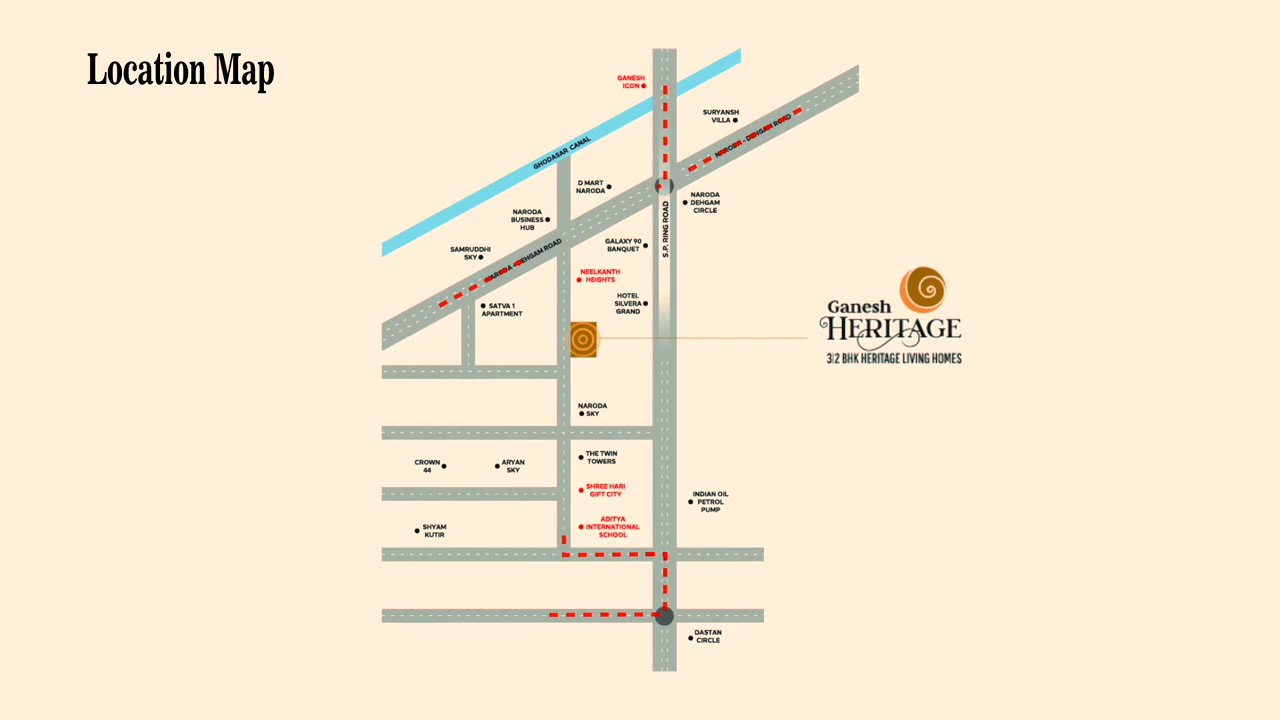 Location Map
GANESH
ICON
SURYANSH
VILLA
NARODA - DEHGAM ROAD
GHODASAR CANAL
D MART
NARODA
NARODA
DEHGAM
CIRCLE
NARODA
BUSINESS
HUB
S.P. RING ROAD
GALAXY 90
BANQUET
SAMRUDDHI
SKY
NARODA - DEHGAM ROAD
NEELKANTH
HEIGHTS
HOTEL
SILVERA
GRAND
SATVA 1
APARTMENT
Ganesh
HERITAGE
3|2 BHK HERITAGE LIVING HOMES
NARODA
SKY
THE TWIN
TOWERS
CROWN
44
ARYAN
SKY
SHREE HARI
GIFT CITY
INDIAN OIL
PETROL
PUMP
ADITYA
INTERNATIONAL
SCHOOL
SHYAM
KUTIR
DASTAN
CIRCLE